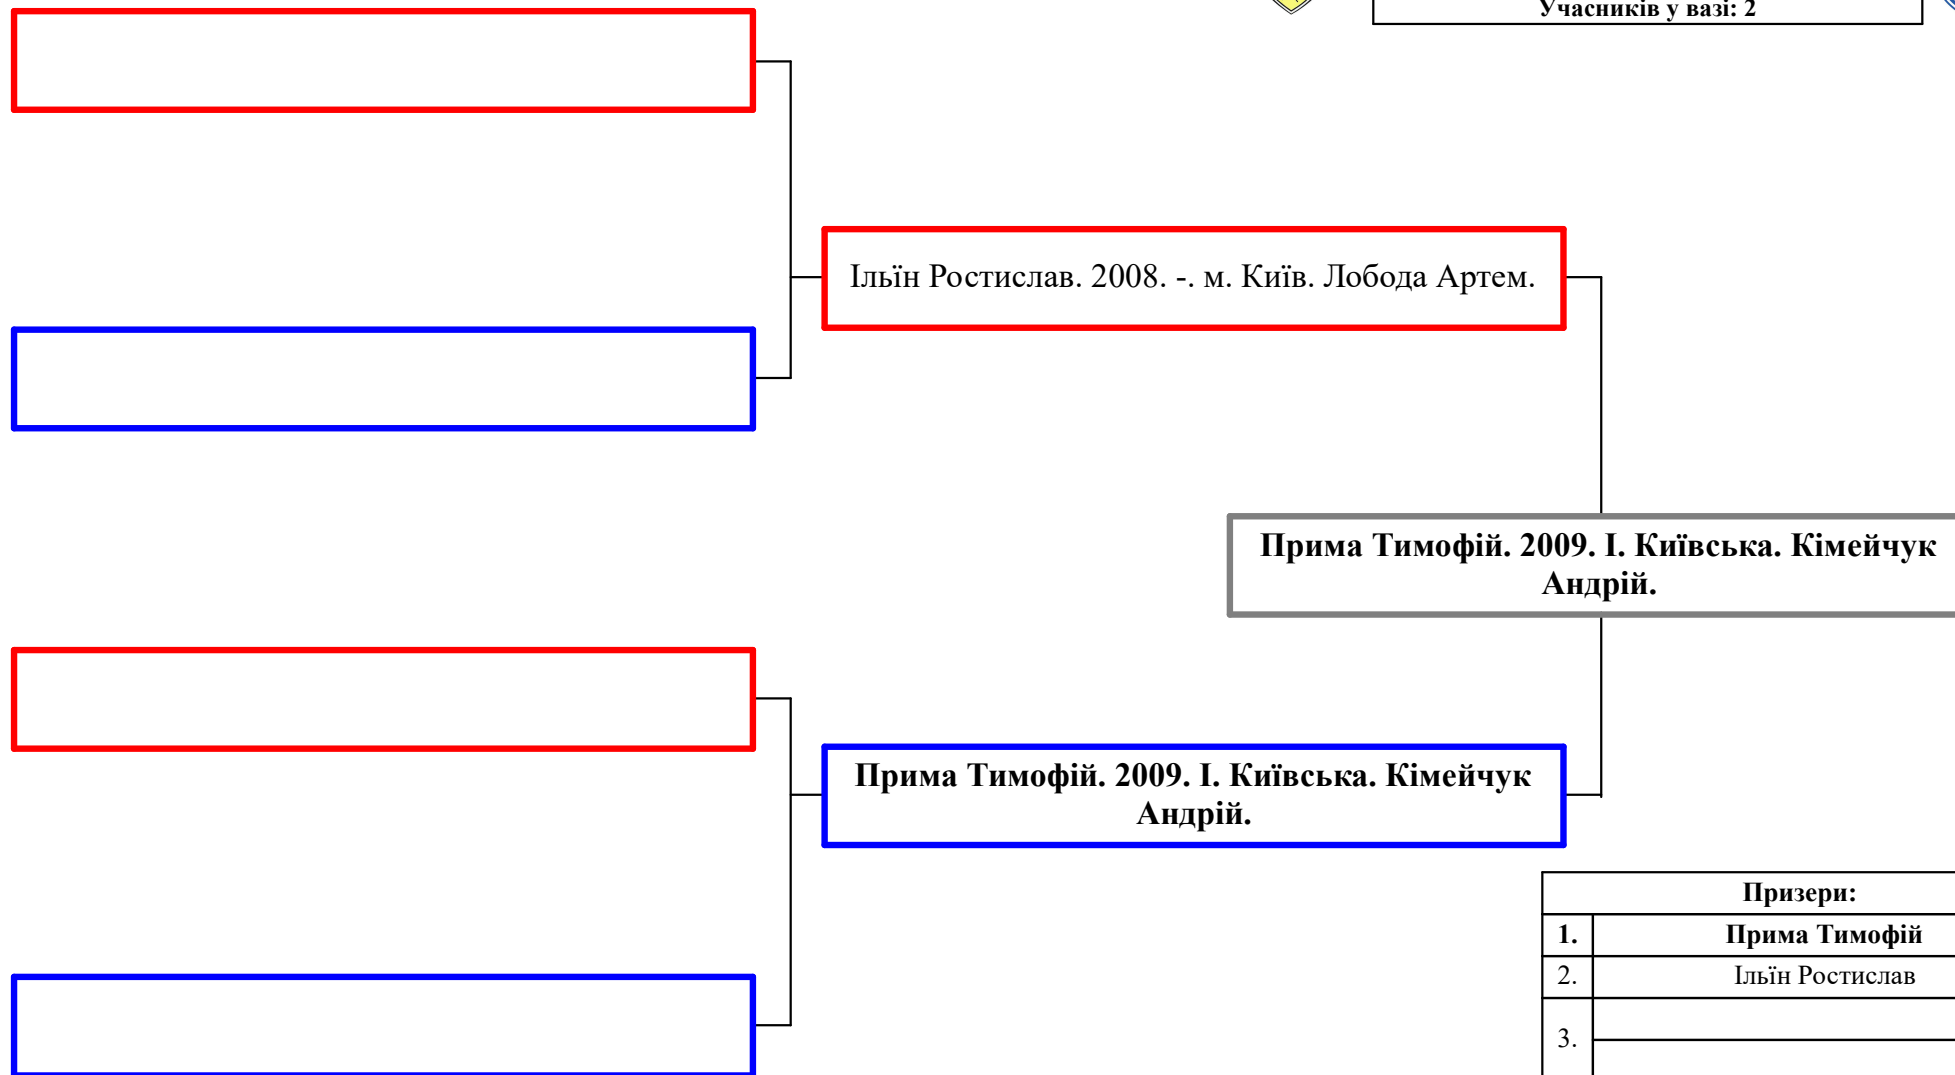 Учасників у вазі: 2
Ільїн Ростислав. 2008. -. м. Київ. Лобода Артем.
Прима Тимофій. 2009. І. Київська. Кімейчук
Андрій.
Прима Тимофій. 2009. І. Київська. Кімейчук
Андрій.
Призери:
1. Прима Тимофій
2. Ільїн Ростислав
3.